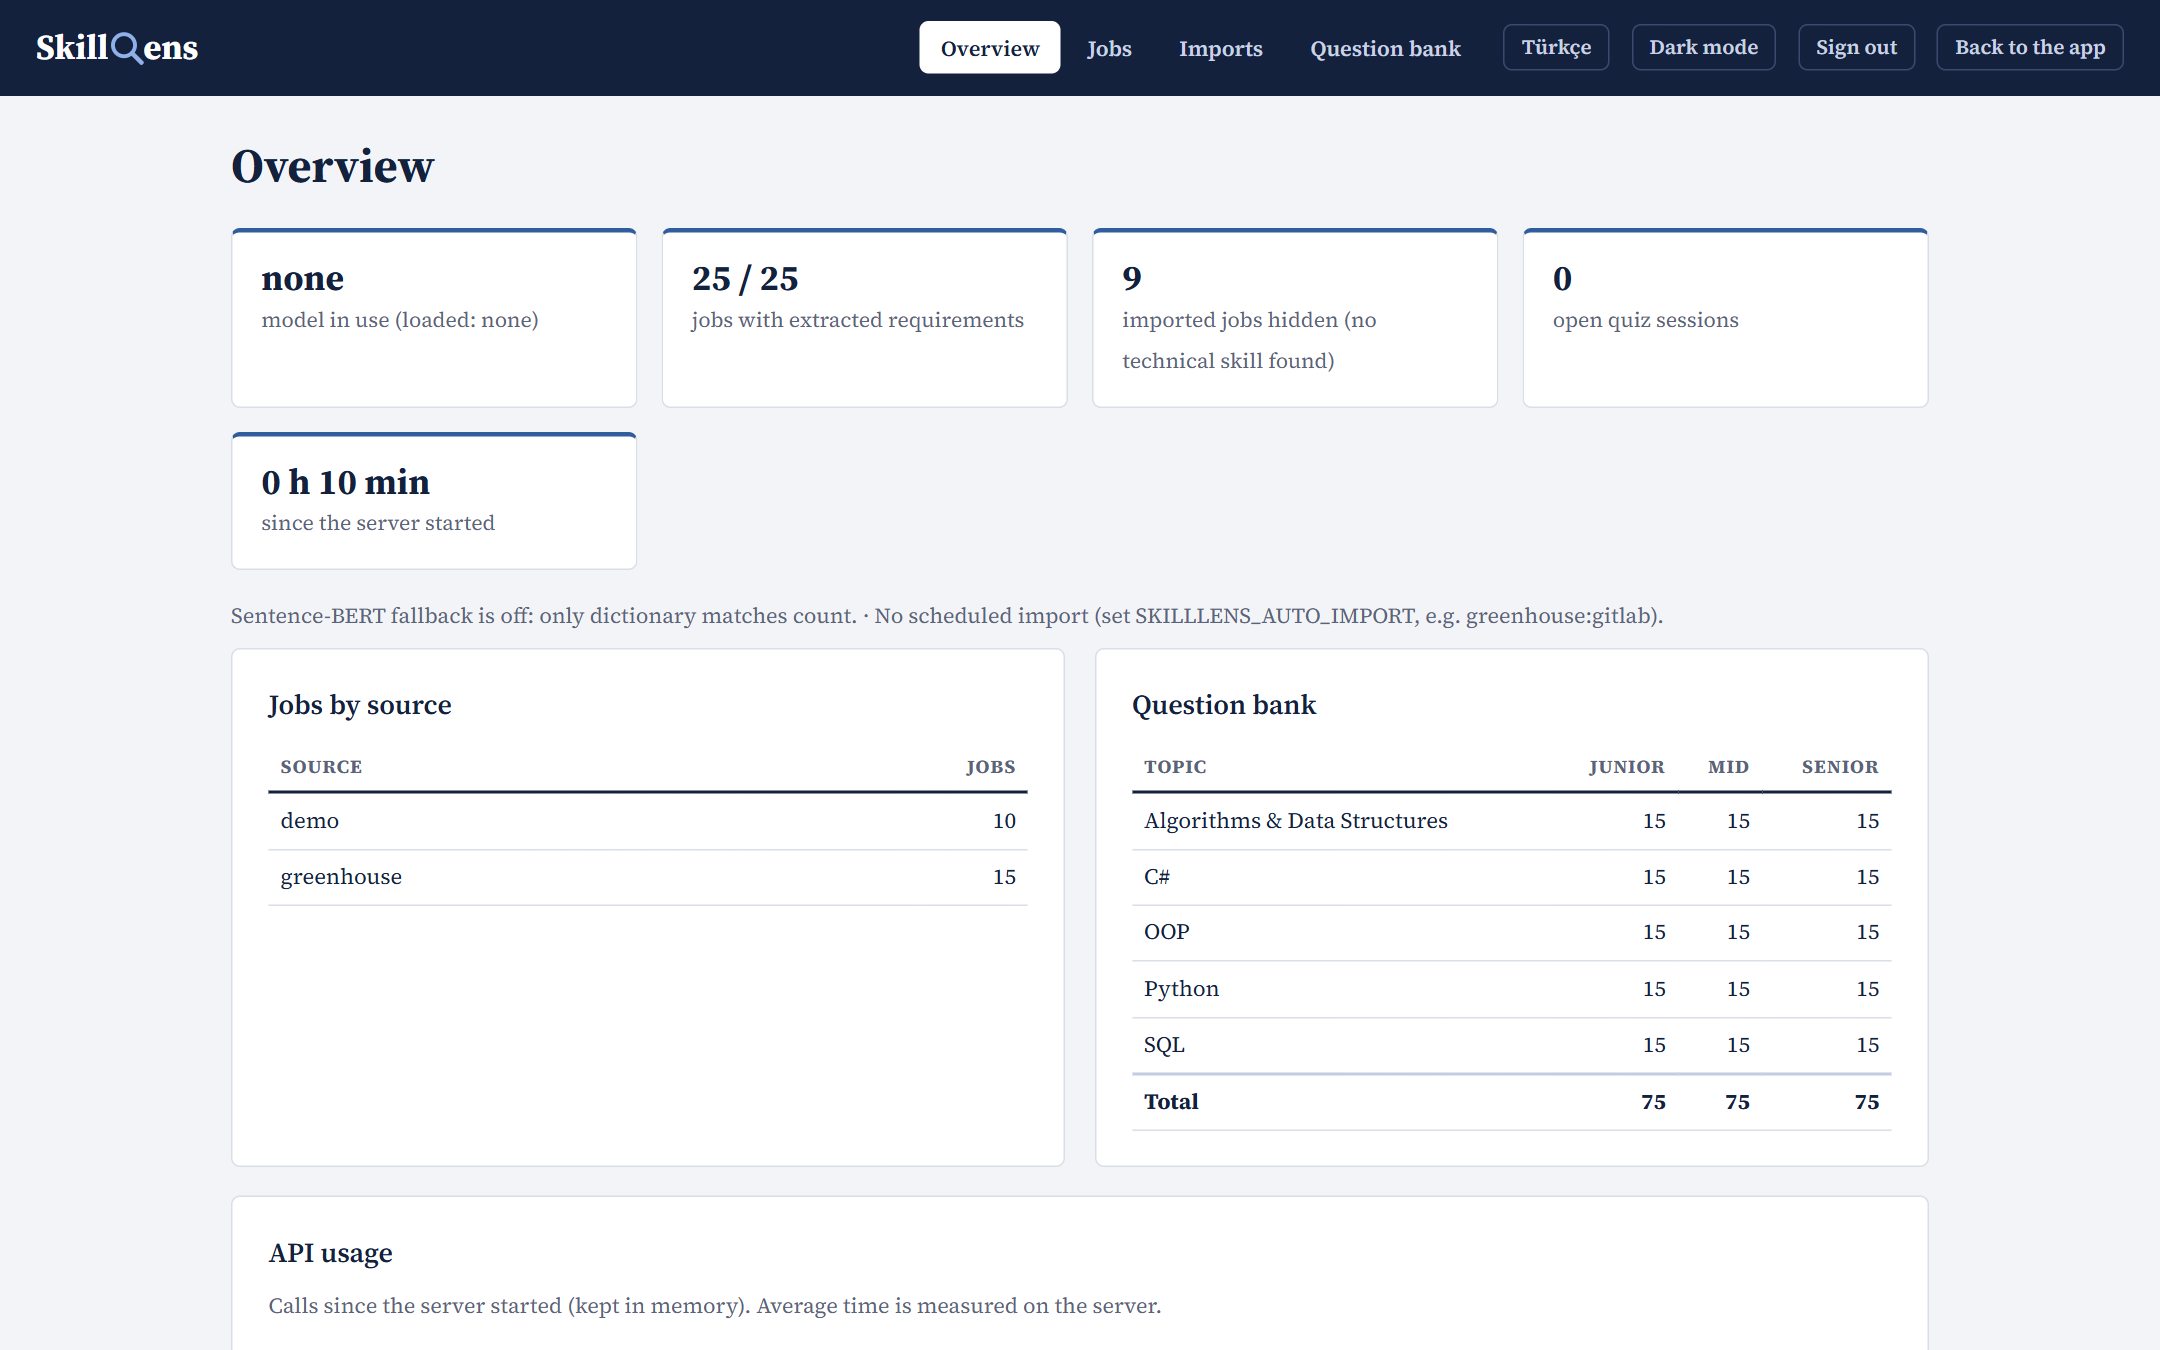 Skill ens
Overview
Jobs
Imports
Question bank
Türkçe
Dark mode
Sign out
Back to the app
Overview
none
model in use (loaded: none)
25 / 25
jobs with extracted requirements
9
imported jobs hidden (no
technical skill found)
0
open quiz sessions
0 h 10 min
since the server started
Sentence-BERT fallback is off: only dictionary matches count. · No scheduled import (set SKILLLENS_AUTO_IMPORT, e.g. greenhouse:gitlab).
Jobs by source
SOURCE JOBS
demo 10
greenhouse 15
Question bank
TOPIC JUNIOR MID SENIOR
Algorithms & Data Structures 15 15 15
C# 15 15 15
OOP 15 15 15
Python 15 15 15
SQL 15 15 15
Total 75 75 75
API usage
Calls since the server started (kept in memory). Average time is measured on the server.